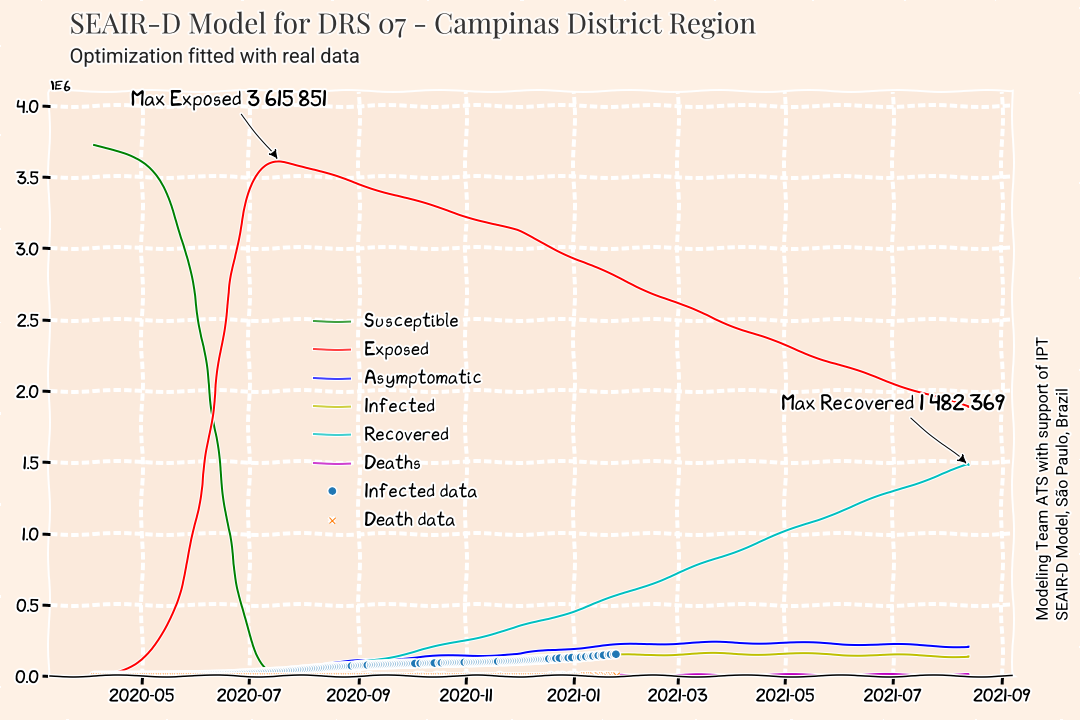 SEAIR-D Model for DRS 07 - Campinas District Region
Optimization fitted with real data
1E6
Max Exposed 3 615 851
4.0
3.5
3.0
2.5
2.0
1.5
1.0
0.5
0.0
Susceptible
Exposed
Asymptomatic
Infected
Recovered
Deaths
Infected data
Death data
Max Recovered 1 482 369
2020-05
2020-07
2020-09
2020-11
2021-01
2021-03
2021-05
2021-07
2021-09
Modeling Team ATS with support of IPT
SEAIR-D Model, São Paulo, Brazil